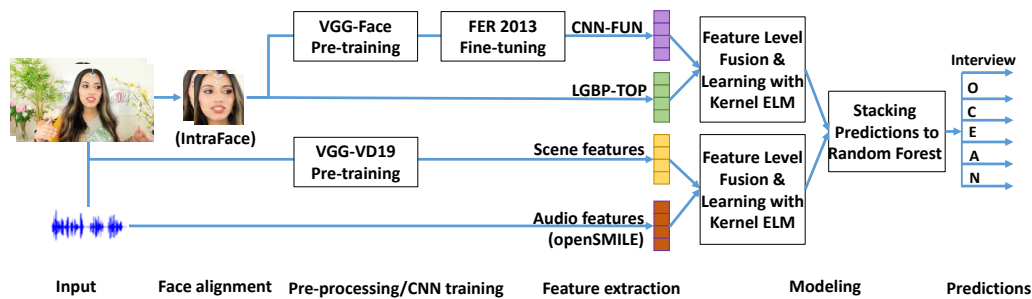 VGG-Face
Pre-training
FER 2013
Fine-tuning
CNN-FUN
LGBP-TOP
(IntraFace)
VGG-VD19
Pre-training
Scene features
Audio features
(openSMILE)
Feature Level
Fusion &
Learning with
Kernel ELM
Feature Level
Fusion &
Learning with
Kernel ELM
Stacking
Predictions to
Random Forest
Interview
O
C
E
A
N
Input
Face alignment
Pre-processing/CNN training
Feature extraction
Modeling
Predictions